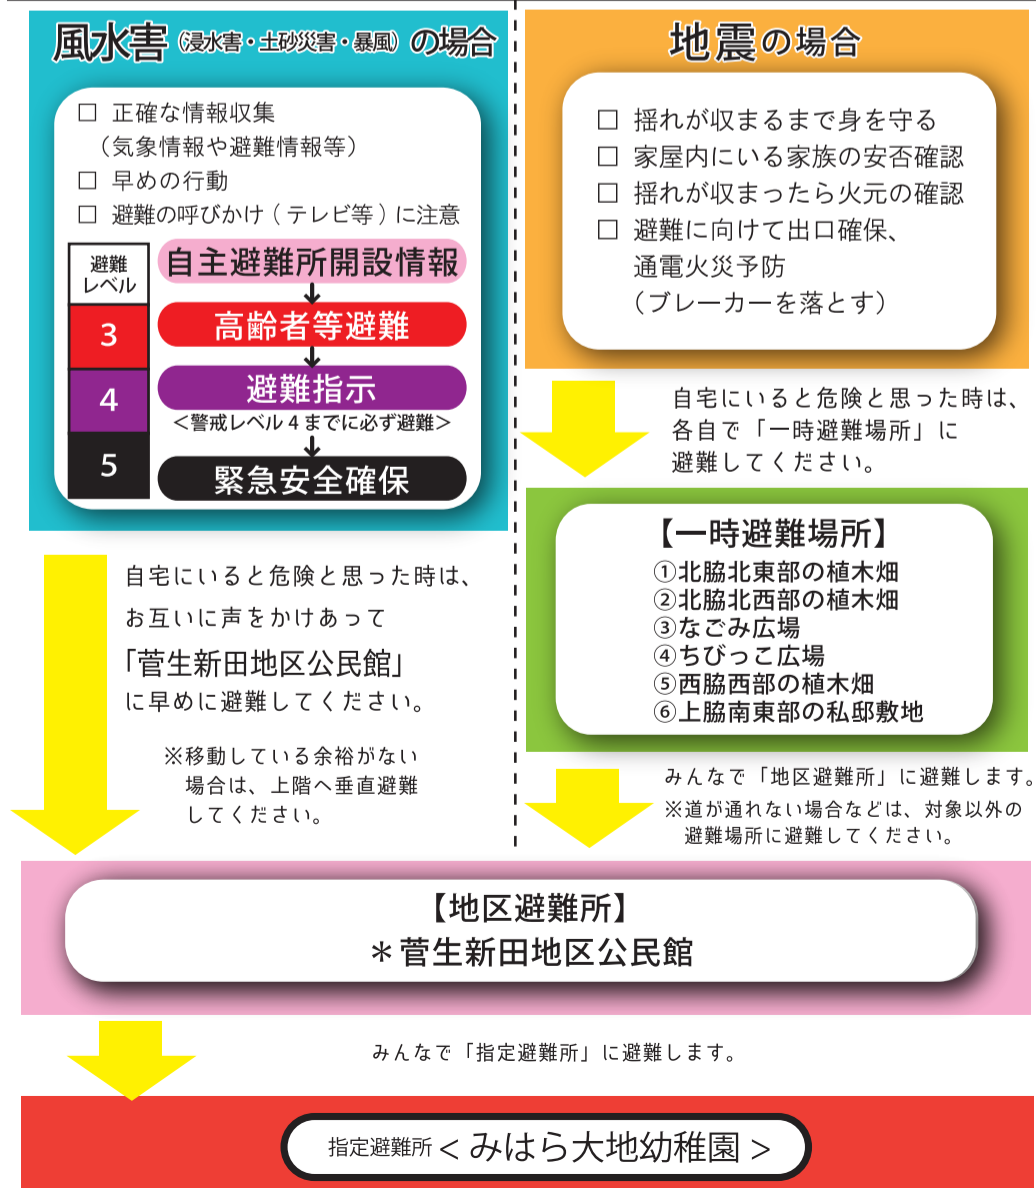 風水害(浸水害・土砂災害・暴風)の場合
□ 正確な情報収集
（気象情報や避難情報等）
□ 早めの行動
□ 避難の呼びかけ(テレビ等)に注意
避難
レベル
自主避難所開設情報
3
高齢者等避難
4
避難指示
<警戒レベル4までに必ず避難>
5
緊急安全確保
自宅にいると危険と思った時は、
お互いに声をかけあって
「菅生新田地区公民館」
に早めに避難してください。
※移動している余裕がない
場合は、上階へ垂直避難
してください。
地震の場合
□ 揺れが収まるまで身を守る
□ 家屋内にいる家族の安否確認
□ 揺れが収まったら火元の確認
□ 避難に向けて出口確保、
通電火災予防
（ブレーカーを落とす）
自宅にいると危険と思った時は、
各自で「一時避難場所」に
避難してください。
【一時避難場所】
①北脇北東部の植木畑
②北脇北西部の植木畑
③なごみ広場
④ちびっこ広場
⑤西脇西部の植木畑
⑥上脇南東部の私邸敷地
みんなで「地区避難所」に避難します。
※道が通れない場合などは、対象以外の
避難場所に避難してください。
【地区避難所】
＊菅生新田地区公民館
みんなで「指定避難所」に避難します。
指定避難所<みはら大地幼稚園>